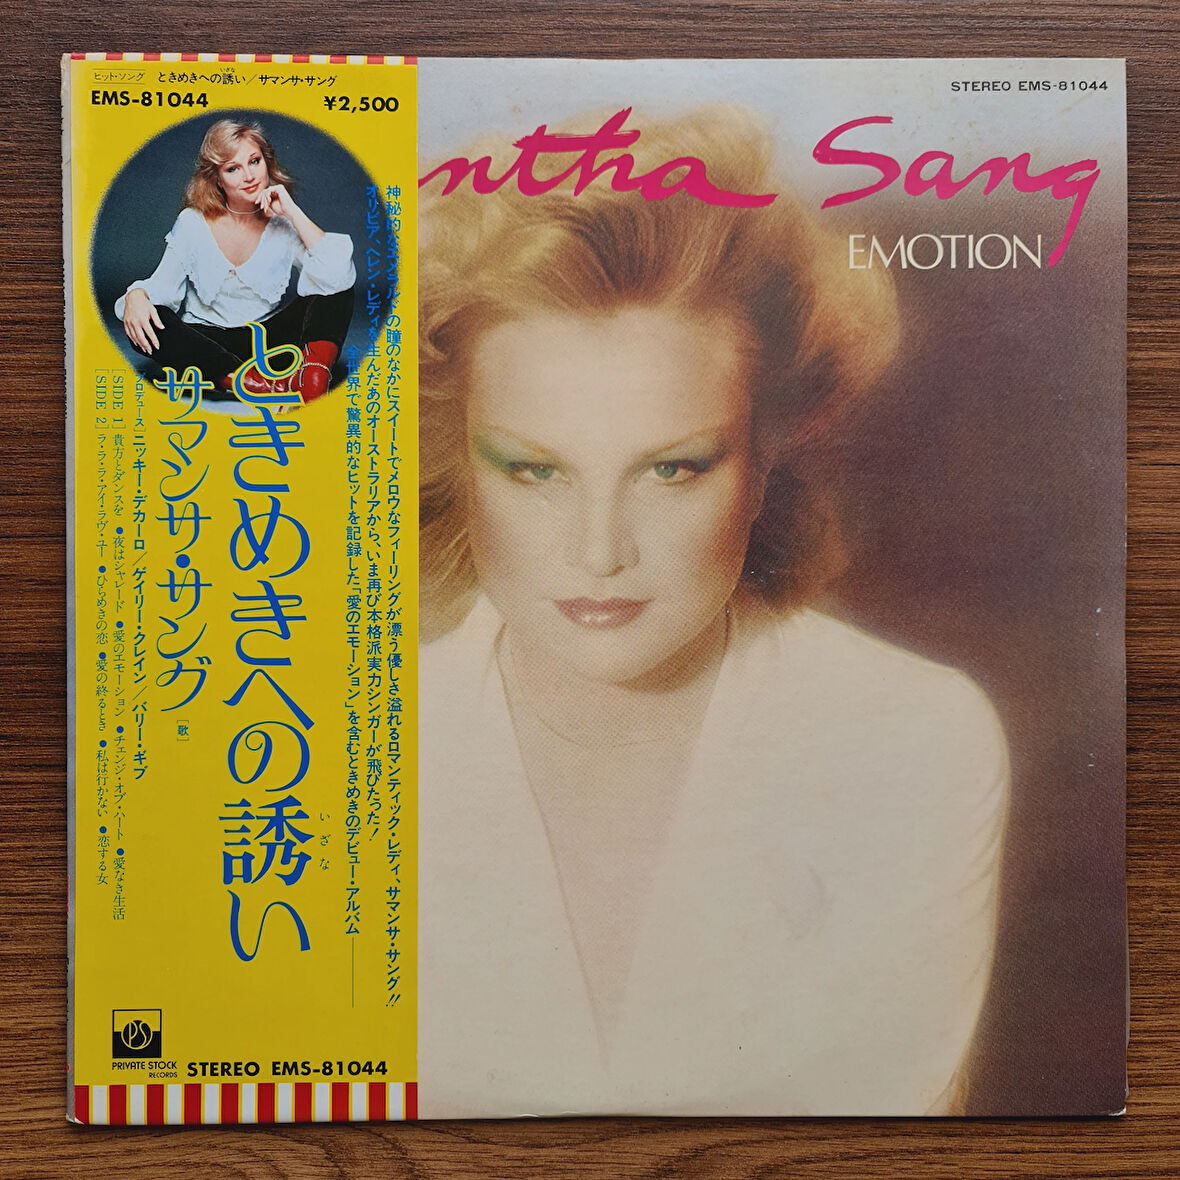 ヒット・ソング ときめきへの誘い／サマンサ・サング
いざな
EMS-81044 ¥2,500
神秘的なエメラルドの瞳のなかにスイートでメロウなフィーリングが漂う優しさ溢れるロマンティック・レディ、サマンサ・サング!!
オリビア、ヘレン・レディを生んだあのオーストラリアから、いま再び本格派実力シンガーが飛びたった!
全世界で驚異的なヒットを記録した「愛のエモーション」を含むときめきのデビュー・アルバム——
ときめきへの誘い
いざな
サマンサ・サング [歌]
プロデュース]ニッキー・デカーロ／ゲイリー・クレイン／バリー・ギブ
[SIDE 1] 貴方とダンスを ●夜はシャレード ●愛のエモーション ●チェンジ・オブ・ハート ●愛なき生活
[SIDE 2] ラ・ラ・ラ・アイ・ラヴ・ユー ●ひらめきの恋 ●愛の終るとき ●私は行かない ●恋する女
PS
PRIVATE STOCK
RECORDS
STEREO EMS-81044
STEREO EMS-81044
ntha Sang
EMOTION